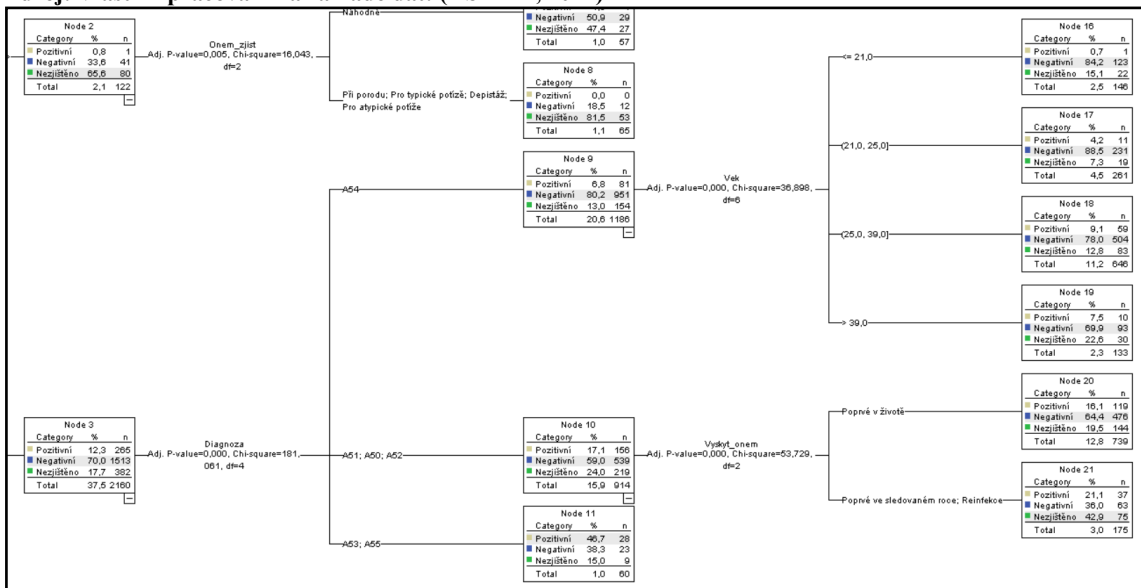 Node 2
Category % n
Pozitivní 0,8 1
Negativní 33,6 41
Nezjištěno 65,6 80
Total 2,1 122
Onem_zjist
Adj. P-value=0,005, Chi-square=16,043,
df=2
Náhodně
Negativní 50,9 29
Nezjištěno 47,4 27
Total 1,0 57
Při porodu; Pro typické potíže; Depistáž;
Pro atypické potíže
Node 8
Category % n
Pozitivní 0,0 0
Negativní 18,5 12
Nezjištěno 81,5 53
Total 1,1 65
Node 3
Category % n
Pozitivní 12,3 265
Negativní 70,0 1513
Nezjištěno 17,7 382
Total 37,5 2160
Diagnoza
Adj. P-value=0,000, Chi-square=181,
061, df=4
A54
Node 9
Category % n
Pozitivní 6,8 81
Negativní 80,2 951
Nezjištěno 13,0 154
Total 20,6 1186
Vek
Adj. P-value=0,000, Chi-square=36,898,
df=6
<= 21,0
Node 16
Category % n
Pozitivní 0,7 1
Negativní 84,2 123
Nezjištěno 15,1 22
Total 2,5 146
(21,0, 25,0]
Node 17
Category % n
Pozitivní 4,2 11
Negativní 88,5 231
Nezjištěno 7,3 19
Total 4,5 261
(25,0, 39,0]
Node 18
Category % n
Pozitivní 9,1 59
Negativní 78,0 504
Nezjištěno 12,8 83
Total 11,2 646
> 39,0
Node 19
Category % n
Pozitivní 7,5 10
Negativní 69,9 93
Nezjištěno 22,6 30
Total 2,3 133
A51; A50; A52
Node 10
Category % n
Pozitivní 17,1 156
Negativní 59,0 539
Nezjištěno 24,0 219
Total 15,9 914
Vyskyt_onem
Adj. P-value=0,000, Chi-square=53,729,
df=2
Poprvé v životě
Node 20
Category % n
Pozitivní 16,1 119
Negativní 64,4 476
Nezjištěno 19,5 144
Total 12,8 739
Poprvé ve sledovaném roce; Reinfekce
Node 21
Category % n
Pozitivní 21,1 37
Negativní 36,0 63
Nezjištěno 42,9 75
Total 3,0 175
A53; A55
Node 11
Category % n
Pozitivní 46,7 28
Negativní 38,3 23
Nezjištěno 15,0 9
Total 1,0 60